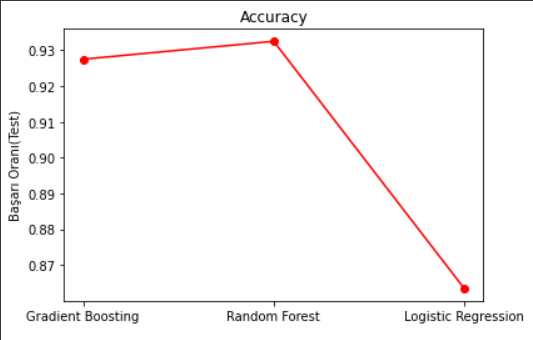 Accuracy
Başarı Oranı(Test)
0.93
0.92
0.91
0.90
0.89
0.88
0.87
Gradient Boosting
Random Forest
Logistic Regression